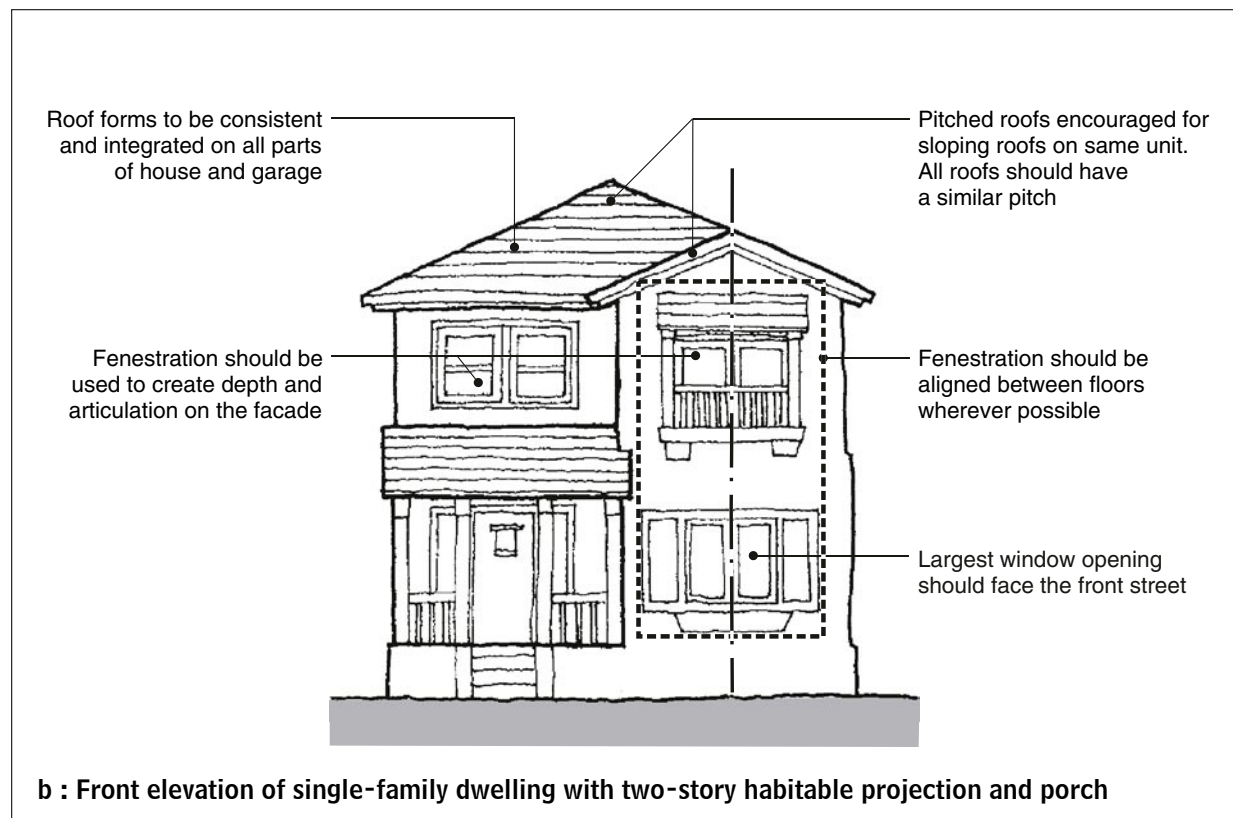 Roof forms to be consistent
and integrated on all parts
of house and garage
Pitched roofs encouraged for
sloping roofs on same unit.
All roofs should have
a similar pitch
Fenestration should be
used to create depth and
articulation on the facade
Fenestration should be
aligned between floors
wherever possible
Largest window opening
should face the front street
b : Front elevation of single-family dwelling with two-story habitable projection and porch